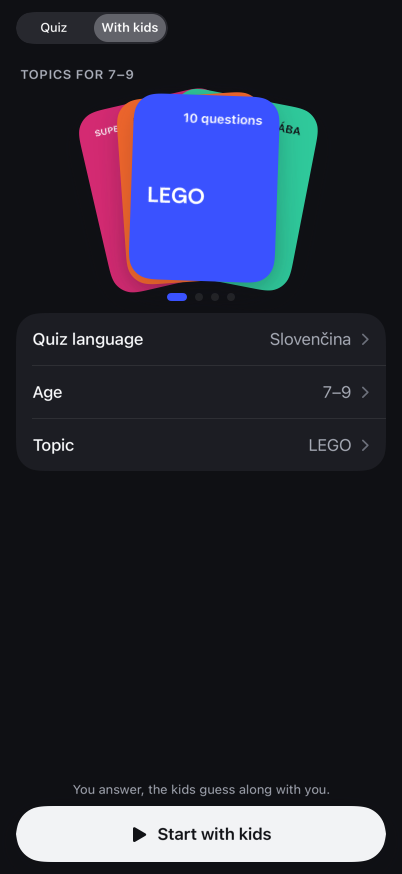 Quiz
With kids
TOPICS FOR 7–9
10 questions
LEGO
Quiz language
Slovenčina
Age
7–9
Topic
LEGO
You answer, the kids guess along with you.
Start with kids